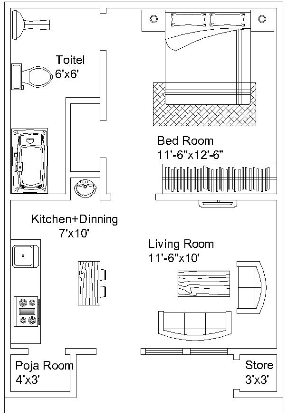 Toitel
6'x6'
Bed Room
11'-6"x12'-6"
Kitchen+Dinning
7'x10'
Living Room
11'-6"x10'
Poja Room
4'x3'
Store
3'x3'